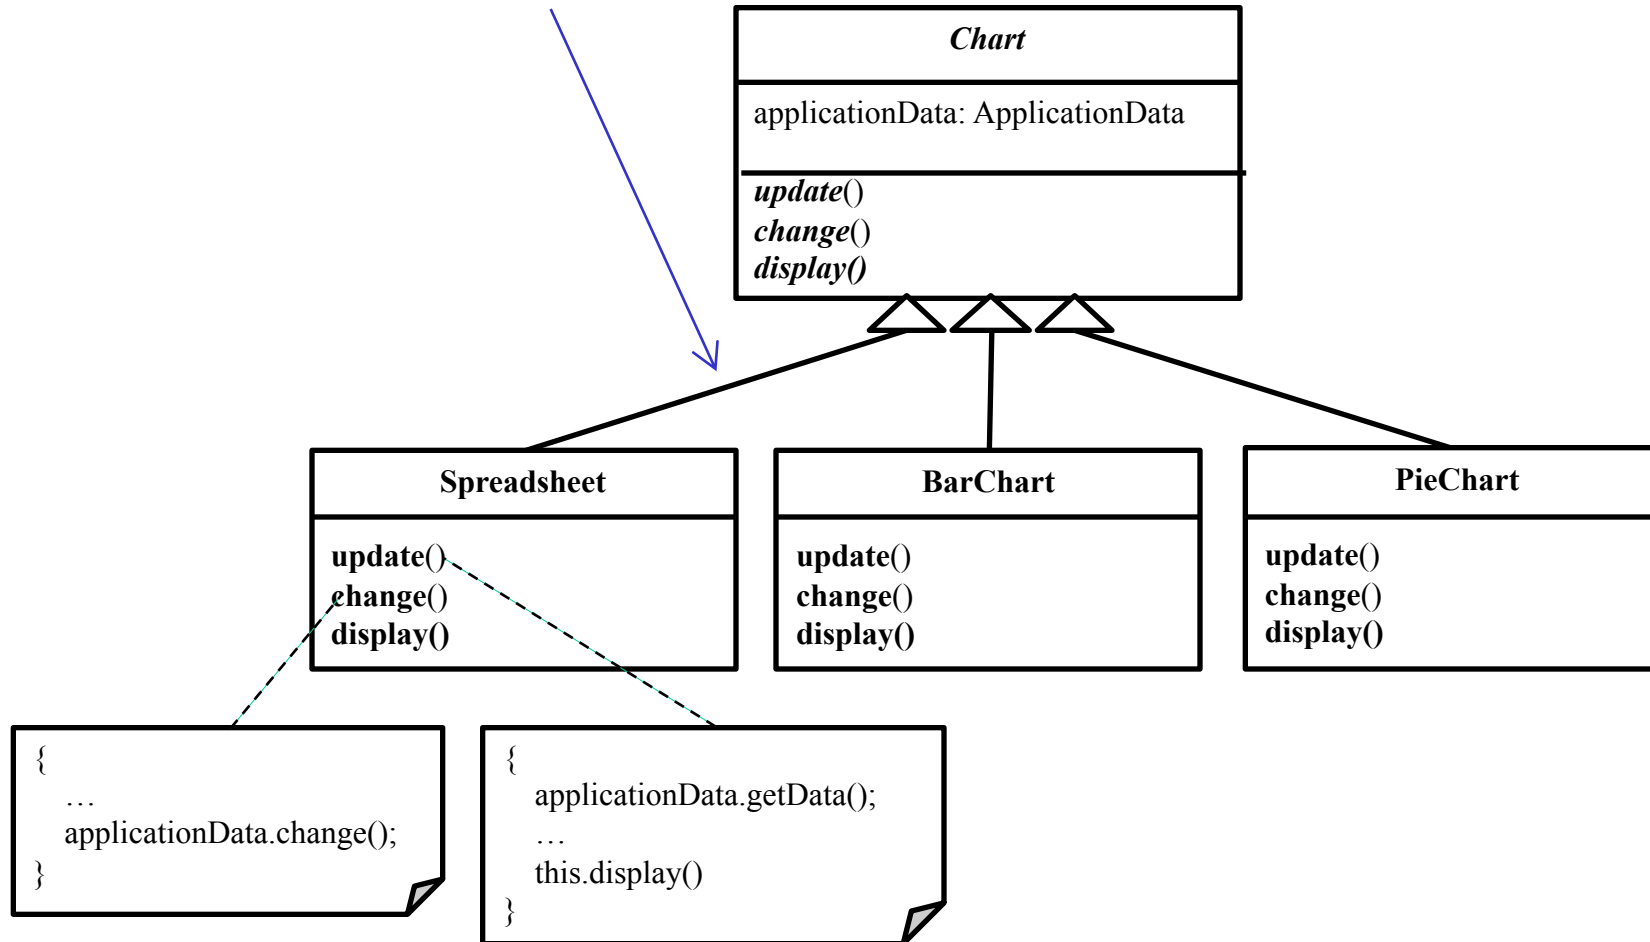 Chart
applicationData: ApplicationData
update()
change()
display()
Spreadsheet
update()
change()
display()
BarChart
update()
change()
display()
PieChart
update()
change()
display()
{
…
applicationData.change();
}
{
applicationData.getData();
…
this.display()
}